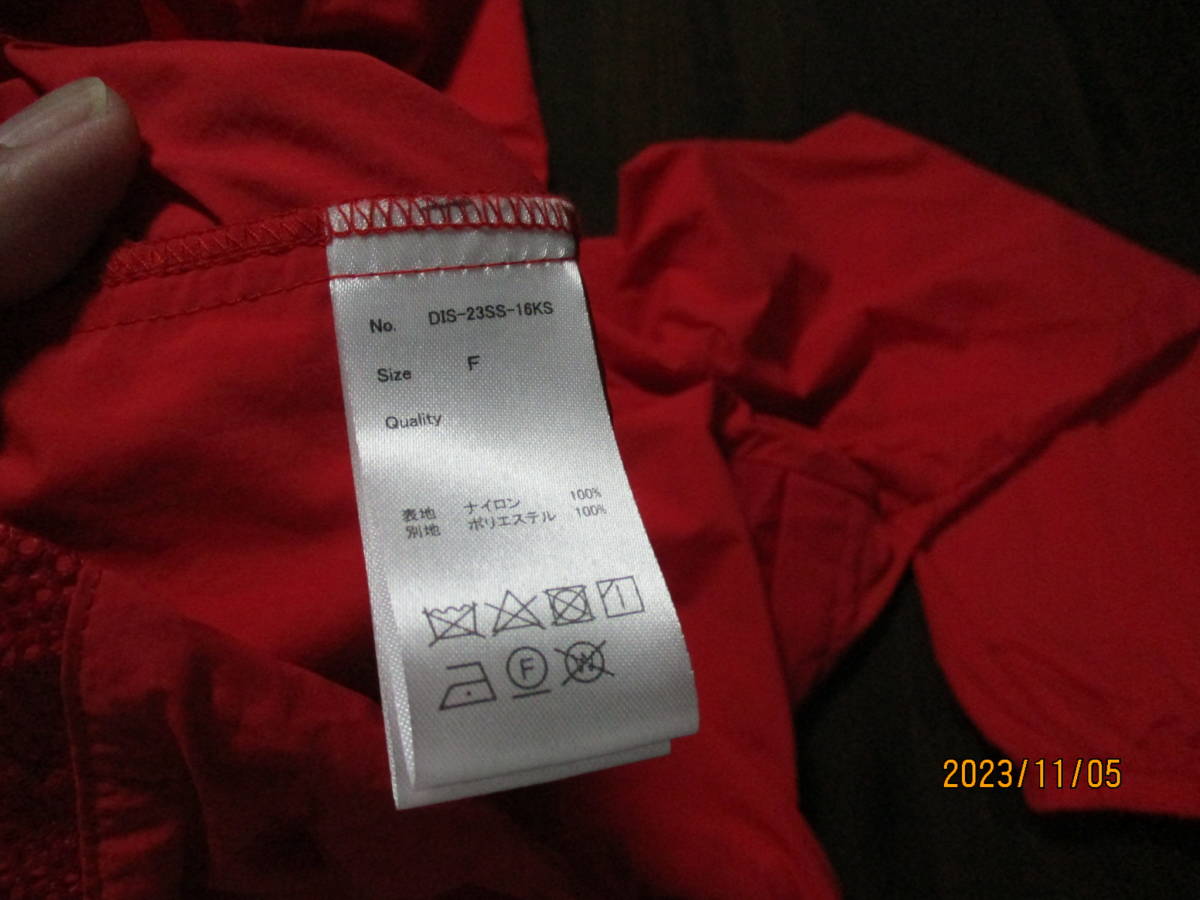 No. DIS-23SS-16KS
Size F
Quality
表地 ナイロン 100%
別地 ポリエステル 100%
F
W
2023/11/05